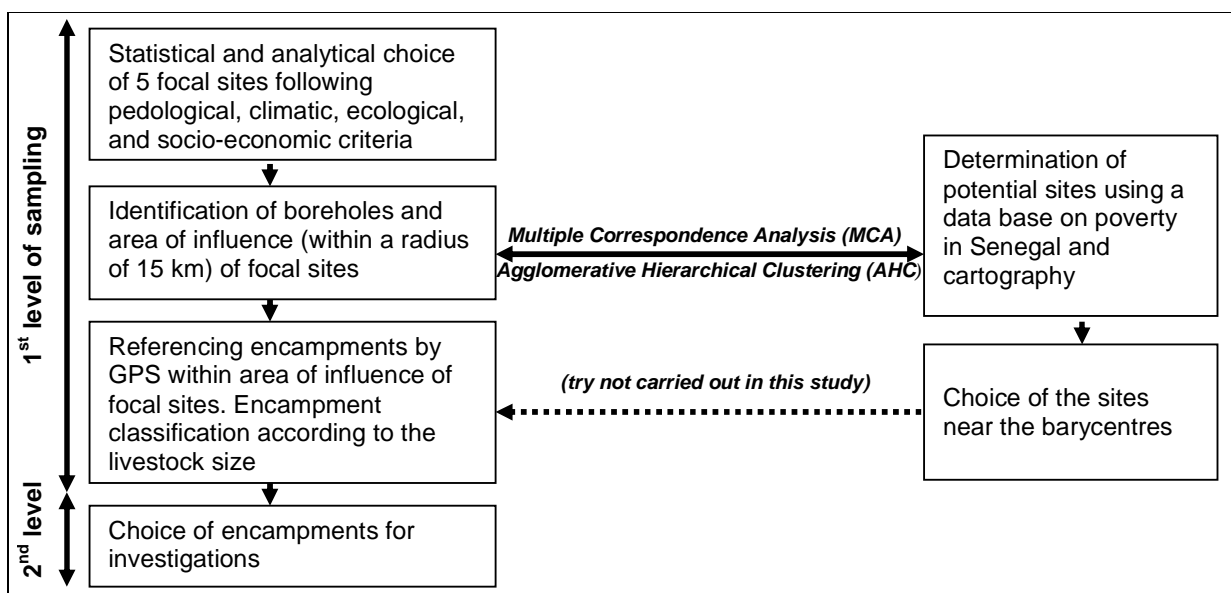 1st level of sampling
2nd level
Statistical and analytical choice
of 5 focal sites following
pedological, climatic, ecological,
and socio-economic criteria
Identification of boreholes and
area of influence (within a radius
of 15 km) of focal sites
Referencing encampments by
GPS within area of influence of
focal sites. Encampment
classification according to the
livestock size
Choice of encampments for
investigations
Multiple Correspondence Analysis (MCA)
Agglomerative Hierarchical Clustering (AHC)
(try not carried out in this study)
Determination of
potential sites using a
data base on poverty
in Senegal and
cartography
Choice of the sites
near the barycentres